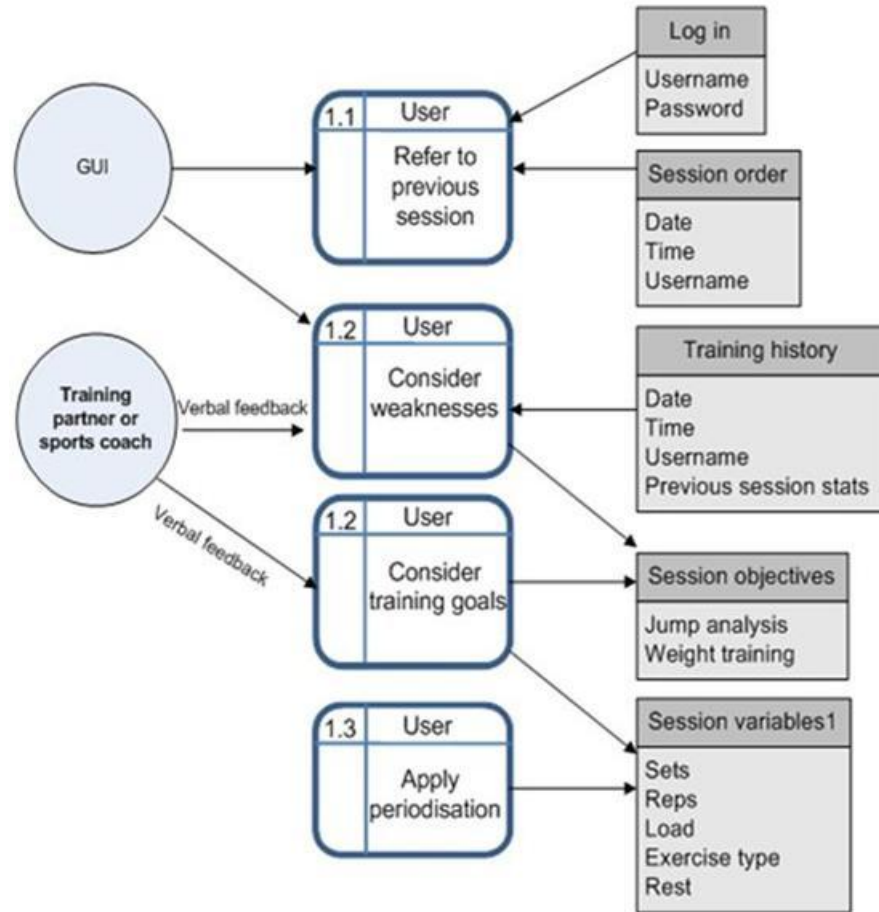 GUI
Training
partner or
sports coach
Verbal feedback
Verbal feedback
1.1
User
Refer to
previous
session
1.2
User
Consider
weaknesses
1.2
User
Consider
training goals
1.3
User
Apply
periodisation
Log in
Username
Password
Session order
Date
Time
Username
Training history
Date
Time
Username
Previous session stats
Session objectives
Jump analysis
Weight training
Session variables1
Sets
Reps
Load
Exercise type
Rest